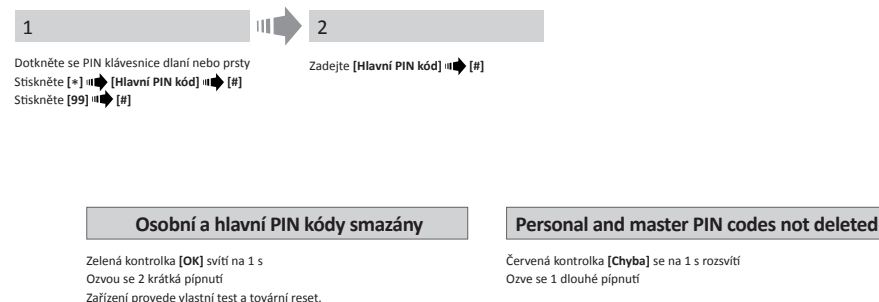 1
2
Dotkněte se PIN klávesnice dlaní nebo prsty
Stiskněte [*] [Hlavní PIN kód] [#]
Stiskněte [99] [#]
Zadejte [Hlavní PIN kód] [#]
Osobní a hlavní PIN kódy smazány
Zelená kontrolka [OK] svítí na 1 s
Ozvou se 2 krátká pípnutí
Zařízení provede vlastní test a tovární reset.
Personal and master PIN codes not deleted
Červená kontrolka [Chyba] se na 1 s rozsvítí
Ozve se 1 dlouhé pípnutí